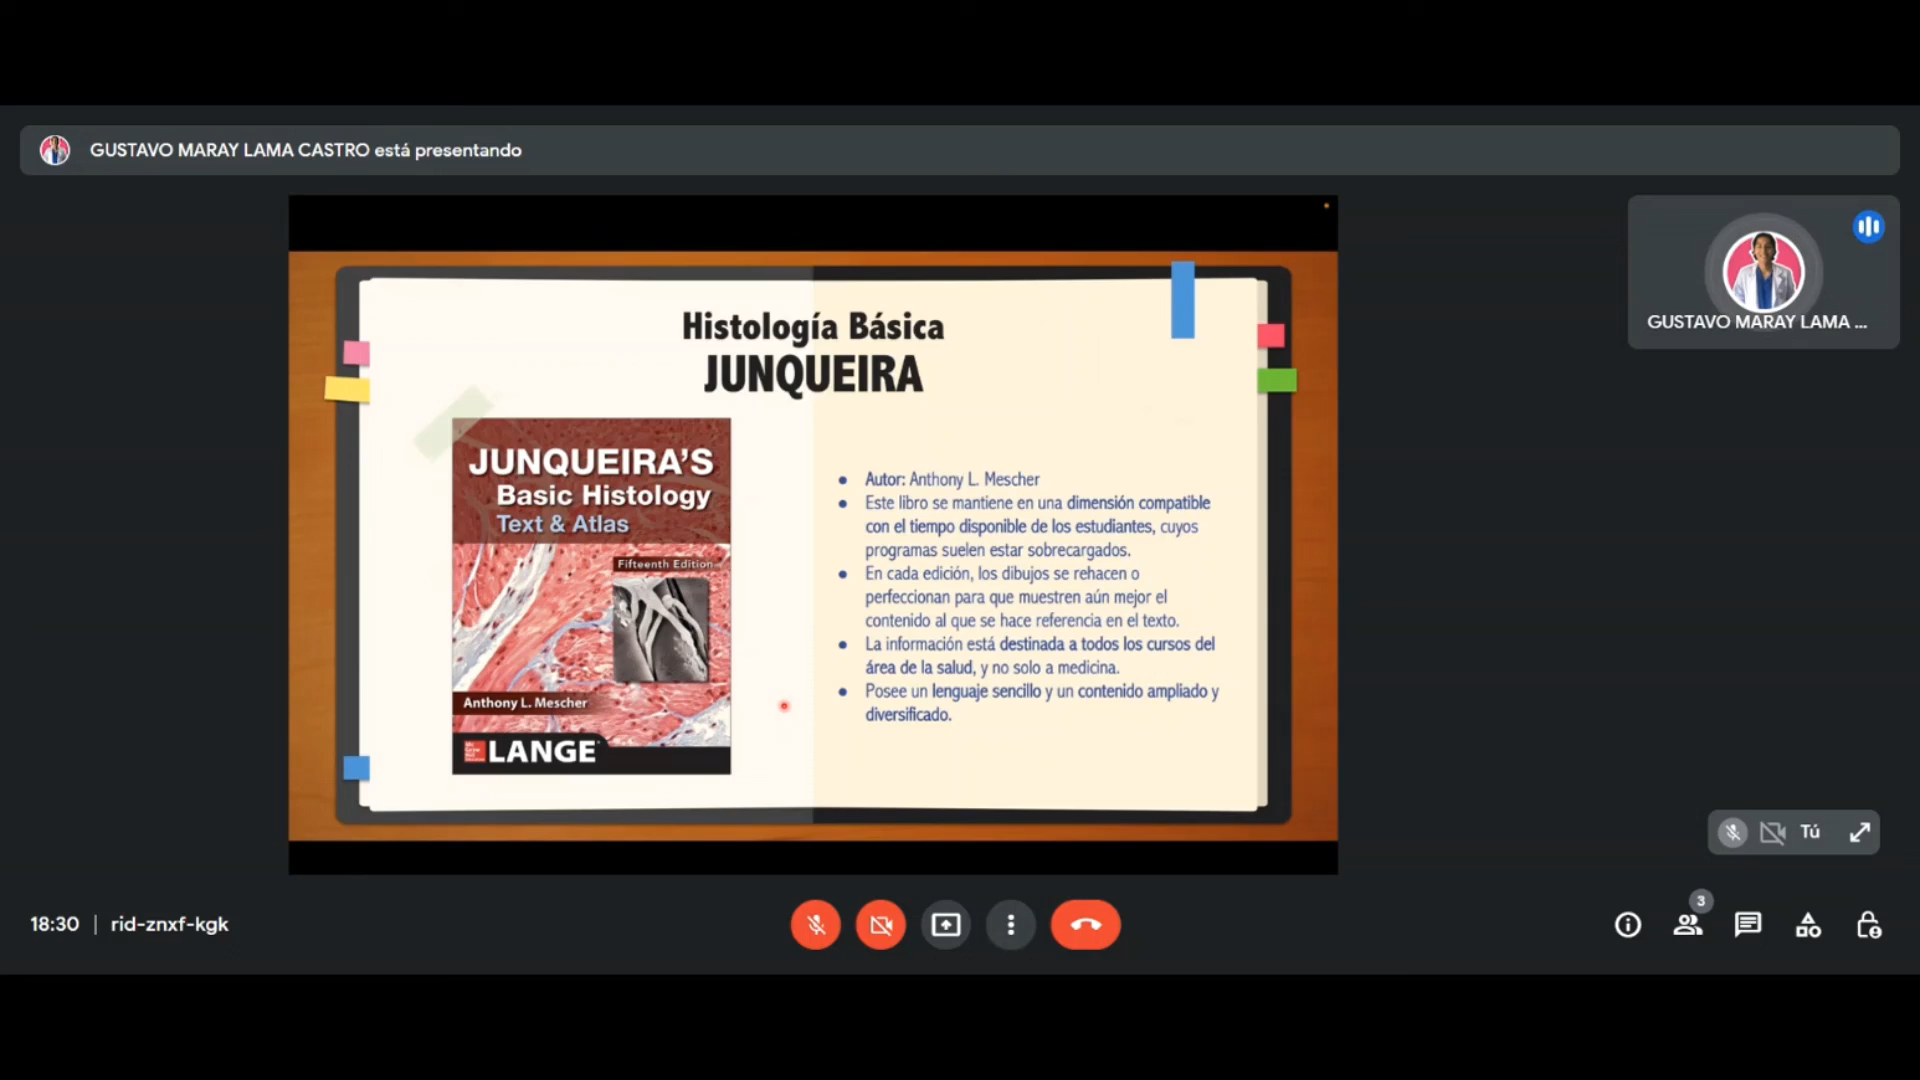 GUSTAVO MARAY LAMA CASTRO está presentando
GUSTAVO MARAY LAMA ...
Histología Básica
JUNQUEIRA
JUNQUEIRA'S
Basic Histology
Text & Atlas
Fifteenth Edition
Anthony L. Mescher
LANGE
• Autor: Anthony L. Mescher
• Este libro se mantiene en una dimensión compatible
con el tiempo disponible de los estudiantes, cuyos
programas suelen estar sobrecargados.
• En cada edición, los dibujos se rehacen o
perfeccionan para que muestren aún mejor el
contenido al que se hace referencia en el texto.
• La información está destinada a todos los cursos del
área de la salud, y no solo a medicina.
• Posee un lenguaje sencillo y un contenido ampliado y
diversificado.
Tú
18:30 | rid-znxf-kgk
3